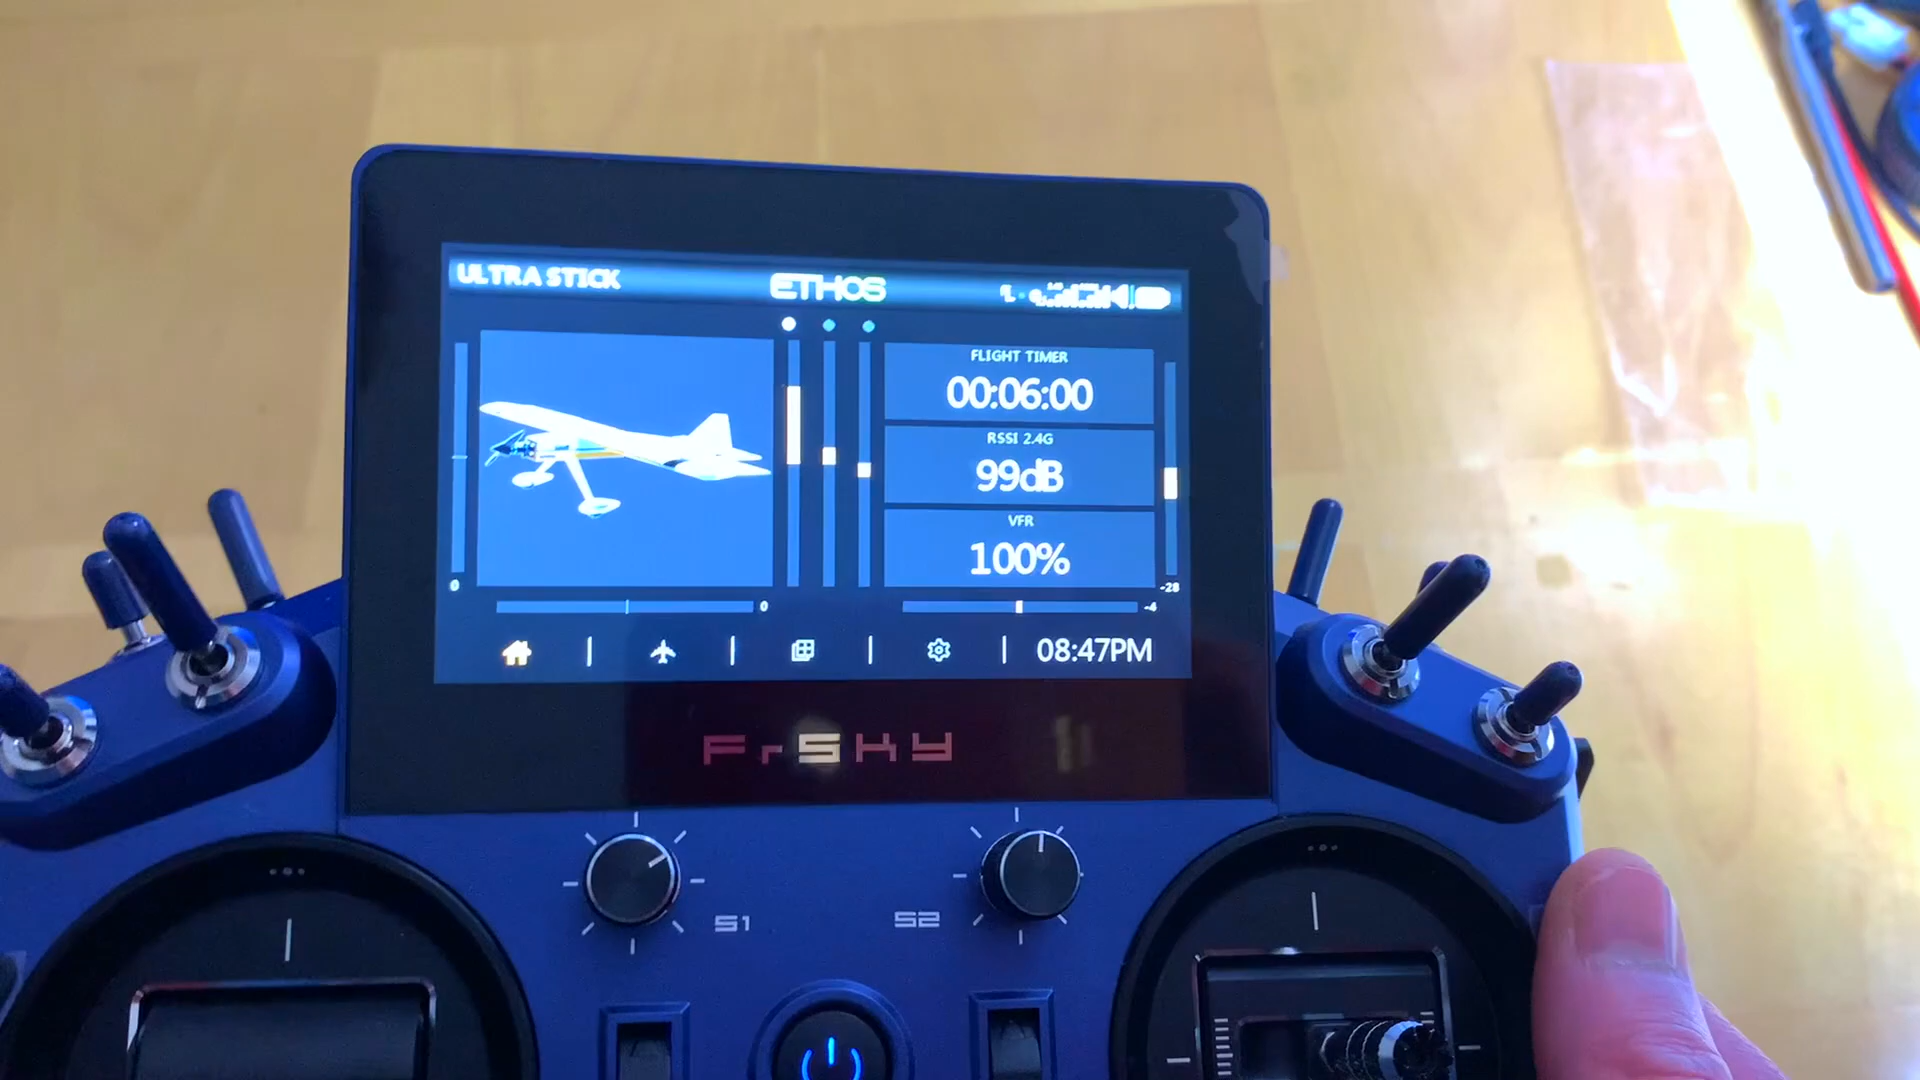 ULTRA STICK
ETHOS
FLIGHT TIMER
00:06:00
RSSI 2.4G
99dB
VFR
100%
0
0
-28
-4
08:47PM
FrSKY
S1
S2